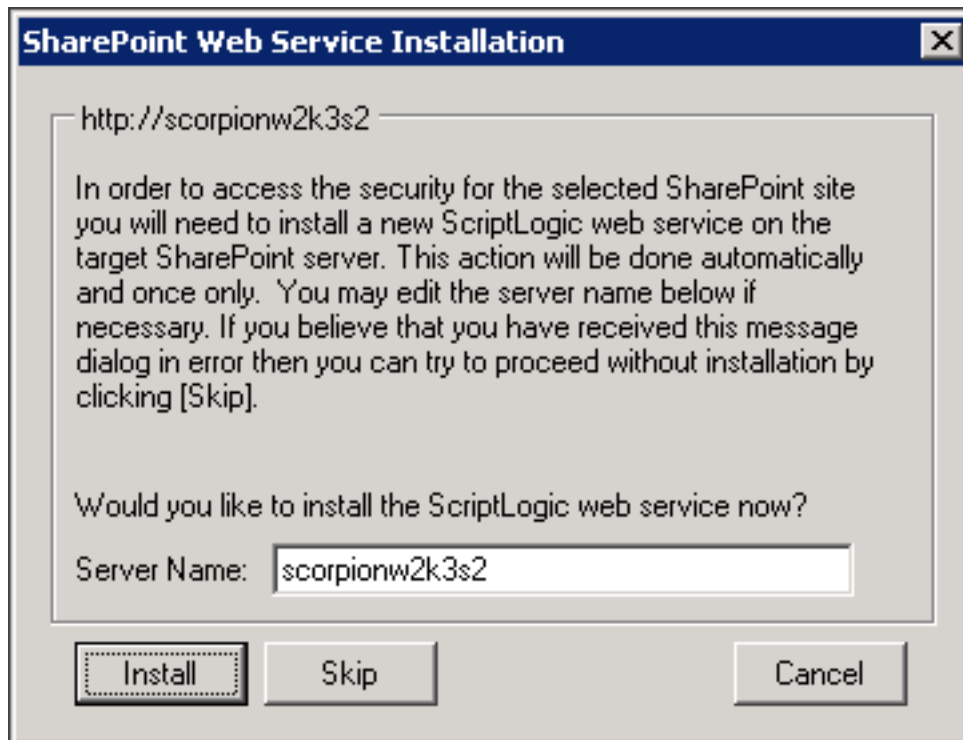 SharePoint Web Service Installation
http://scorpionw2k3s2
In order to access the security for the selected SharePoint site
you will need to install a new ScriptLogic web service on the
target SharePoint server. This action will be done automatically
and once only.  You may edit the server name below if
necessary. If you believe that you have received this message
dialog in error then you can try to proceed without installation by
clicking [Skip].
Would you like to install the ScriptLogic web service now?
Server Name: scorpionw2k3s2
Install Skip Cancel